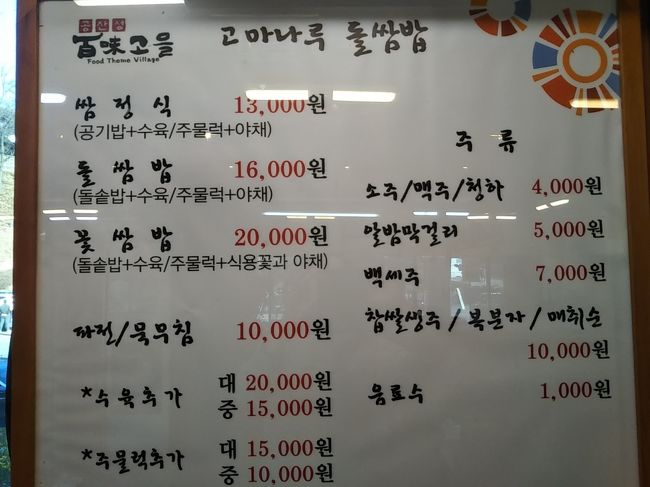 공산성
百味고을
Food Theme Village
고마나루 돌쌈밥
쌈정식 13,000원
(공기밥+수육/주물럭+야채)
돌쌈밥 16,000원
(돌솥밥+수육/주물럭+야채)
꽃쌈밥 20,000원
(돌솥밥+수육/주물럭+식용꽃과 야채)
파전/묵무침 10,000원
*수육추가 대 20,000원
중 15,000원
*주물럭추가 대 15,000원
중 10,000원
주류
소주/맥주/청하 4,000원
알밤막걸리 5,000원
백세주 7,000원
찹쌀생주 / 복분자 / 매취순
10,000원
음료수 1,000원